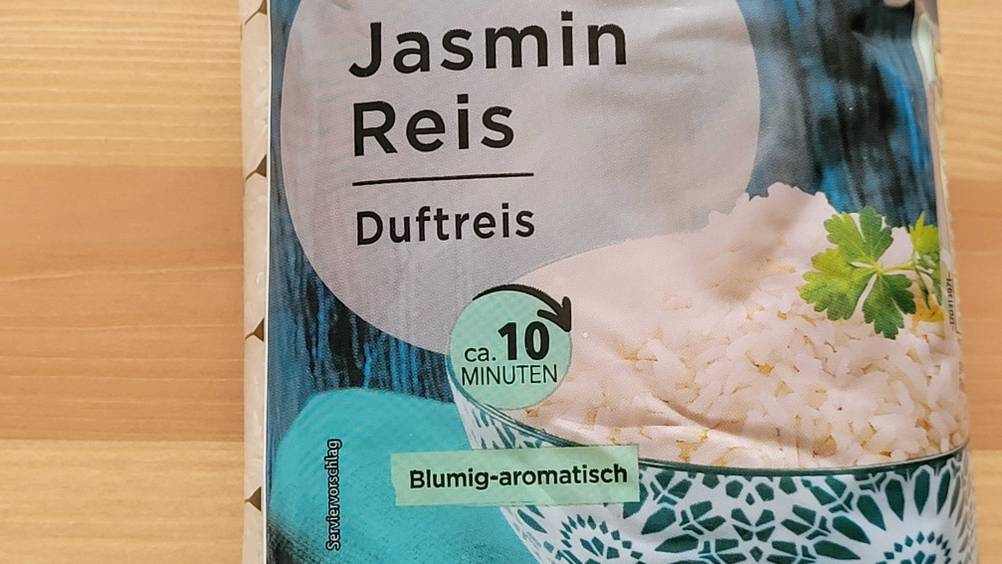 Jasmin
Reis
Duftreis
ca. 10
MINUTEN
Blumig-aromatisch
Serviervorschlag